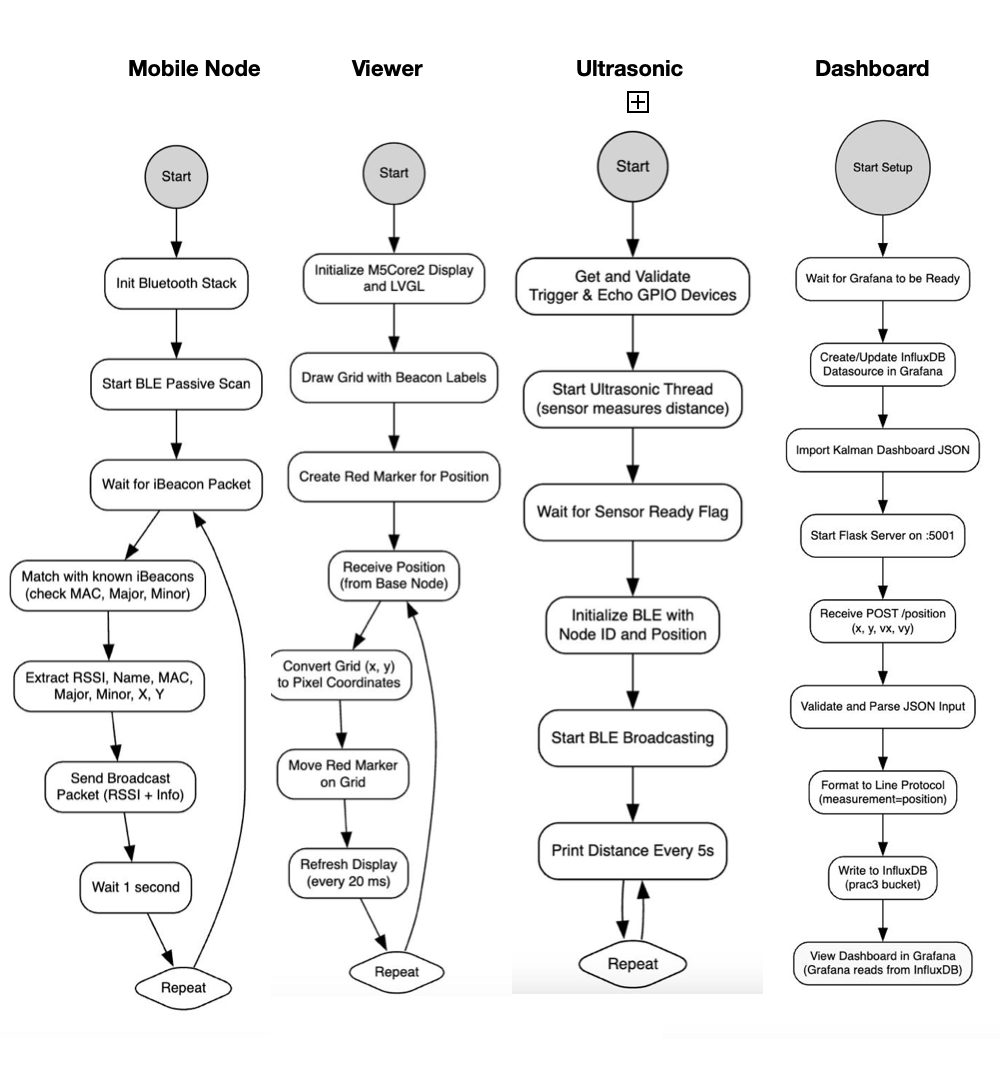 Mobile Node
Start
Init Bluetooth Stack
Start BLE Passive Scan
Wait for iBeacon Packet
Match with known iBeacons
(check MAC, Major, Minor)
Extract RSSI, Name, MAC,
Major, Minor, X, Y
Send Broadcast
Packet (RSSI + Info)
Wait 1 second
Repeat
Viewer
Start
Initialize M5Core2 Display
and LVGL
Draw Grid with Beacon Labels
Create Red Marker for Position
Receive Position
(from Base Node)
Convert Grid (x, y)
to Pixel Coordinates
Move Red Marker
on Grid
Refresh Display
(every 20 ms)
Repeat
Ultrasonic
Start
Get and Validate
Trigger & Echo GPIO Devices
Start Ultrasonic Thread
(sensor measures distance)
Wait for Sensor Ready Flag
Initialize BLE with
Node ID and Position
Start BLE Broadcasting
Print Distance Every 5s
Repeat
Dashboard
Start Setup
Wait for Grafana to be Ready
Create/Update InfluxDB
Datasource in Grafana
Import Kalman Dashboard JSON
Start Flask Server on :5001
Receive POST /position
(x, y, vx, vy)
Validate and Parse JSON Input
Format to Line Protocol
(measurement=position)
Write to InfluxDB
(prac3 bucket)
View Dashboard in Grafana
(Grafana reads from InfluxDB)